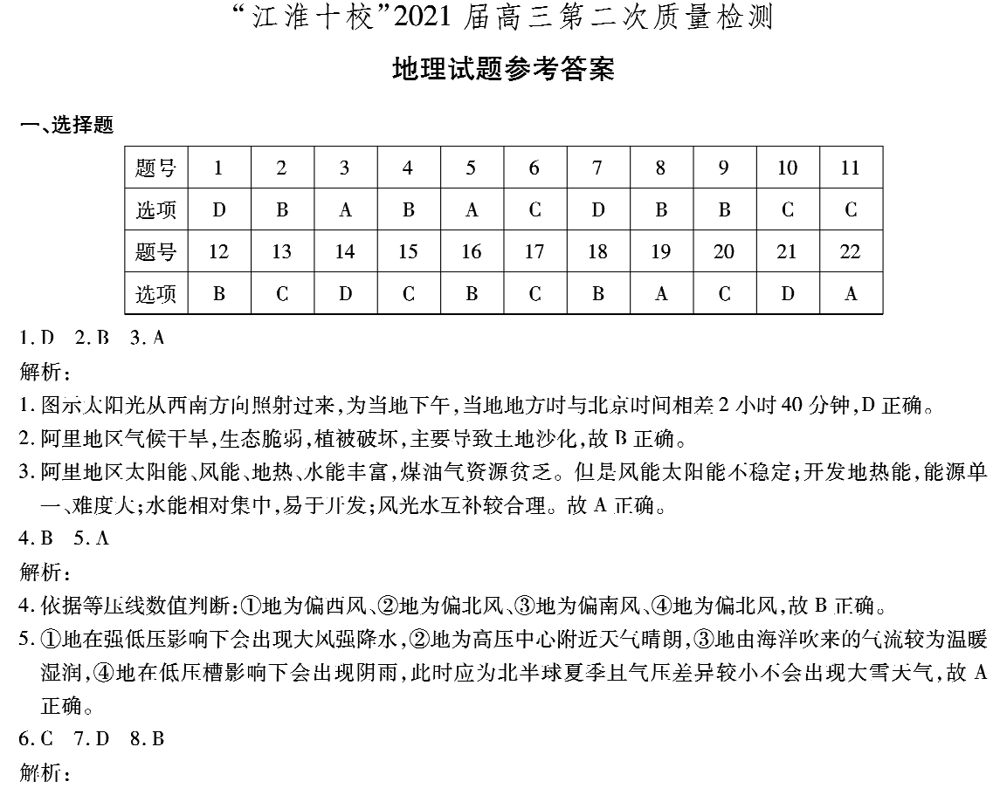 “江淮十校”2021届高三第二次质量检测
地理试题参考答案
一、选择题
题号 1 2 3 4 5 6 7 8 9 10 11
选项 D B A B A C D B B C C
题号 12 13 14 15 16 17 18 19 20 21 22
选项 B C D C B C B A C D A
1. D 2. B 3. A
解析：
1. 图示太阳光从西南方向照射过来，为当地下午，当地地方时与北京时间相差2小时40分钟，D正确。
2. 阿里地区气候干旱，生态脆弱，植被破坏，主要导致土地沙化，故B正确。
3. 阿里地区太阳能、风能、地热、水能丰富，煤油气资源贫乏。但是风能太阳能不稳定；开发地热能，能源单
一、难度大；水能相对集中，易于开发；风光水互补较合理。故A正确。
4. B 5. A
解析：
4. 依据等压线数值判断：①地为偏西风、②地为偏北风、③地为偏南风、④地为偏北风，故B正确。
5. ①地在强低压影响下会出现大风强降水，②地为高压中心附近天气晴朗，③地由海洋吹来的气流较为温暖
湿润，④地在低压槽影响下会出现阴雨，此时应为北半球夏季且气压差异较小不会出现大雪天气，故A
正确。
6. C 7. D 8. B
解析：